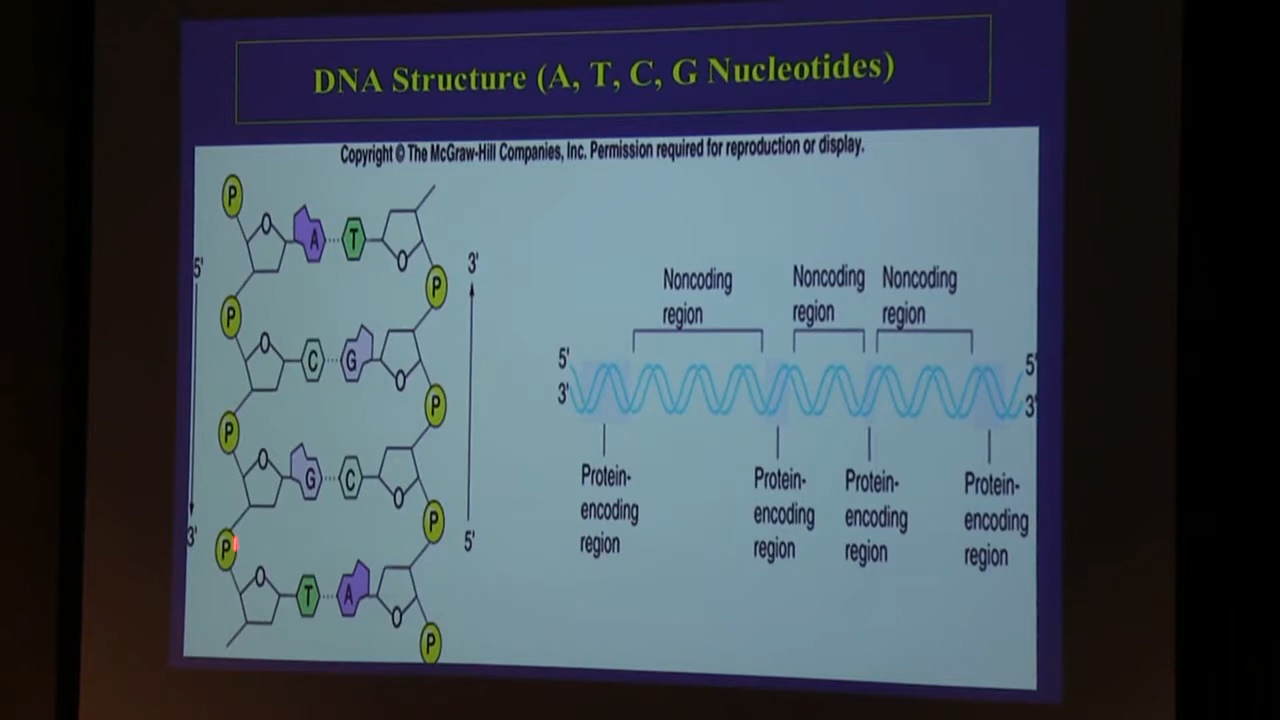 DNA Structure (A, T, C, G Nucleotides)
Copyright © The McGraw-Hill Companies, Inc. Permission required for reproduction or display.
P
O
A
T
O
5'
3'
P
P
O
C
G
O
P
P
O
G
C
O
P
3'
5'
P
O
T
A
O
P
Noncoding
region
Noncoding
region
Noncoding
region
5'
3'
5'
3'
Protein-
encoding
region
Protein-
encoding
region
Protein-
encoding
region
Protein-
encoding
region